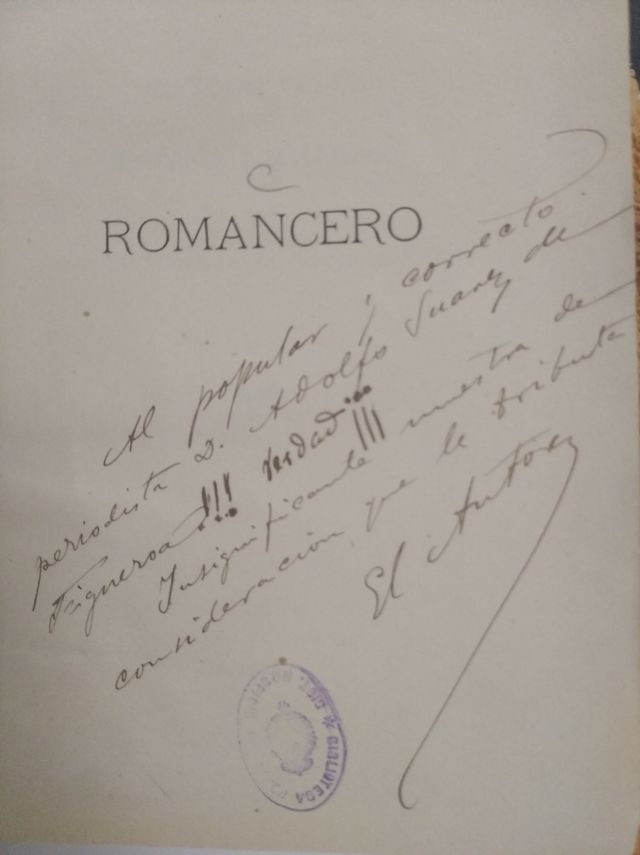 C
ROMANCERO
Al popular y correcto
periodista D. Adolfo Suarez de
Figueroa !!! Verdad...!!!
Insignificante muestra de
consideración que le tributa
El Autor
BIBLIOTECA